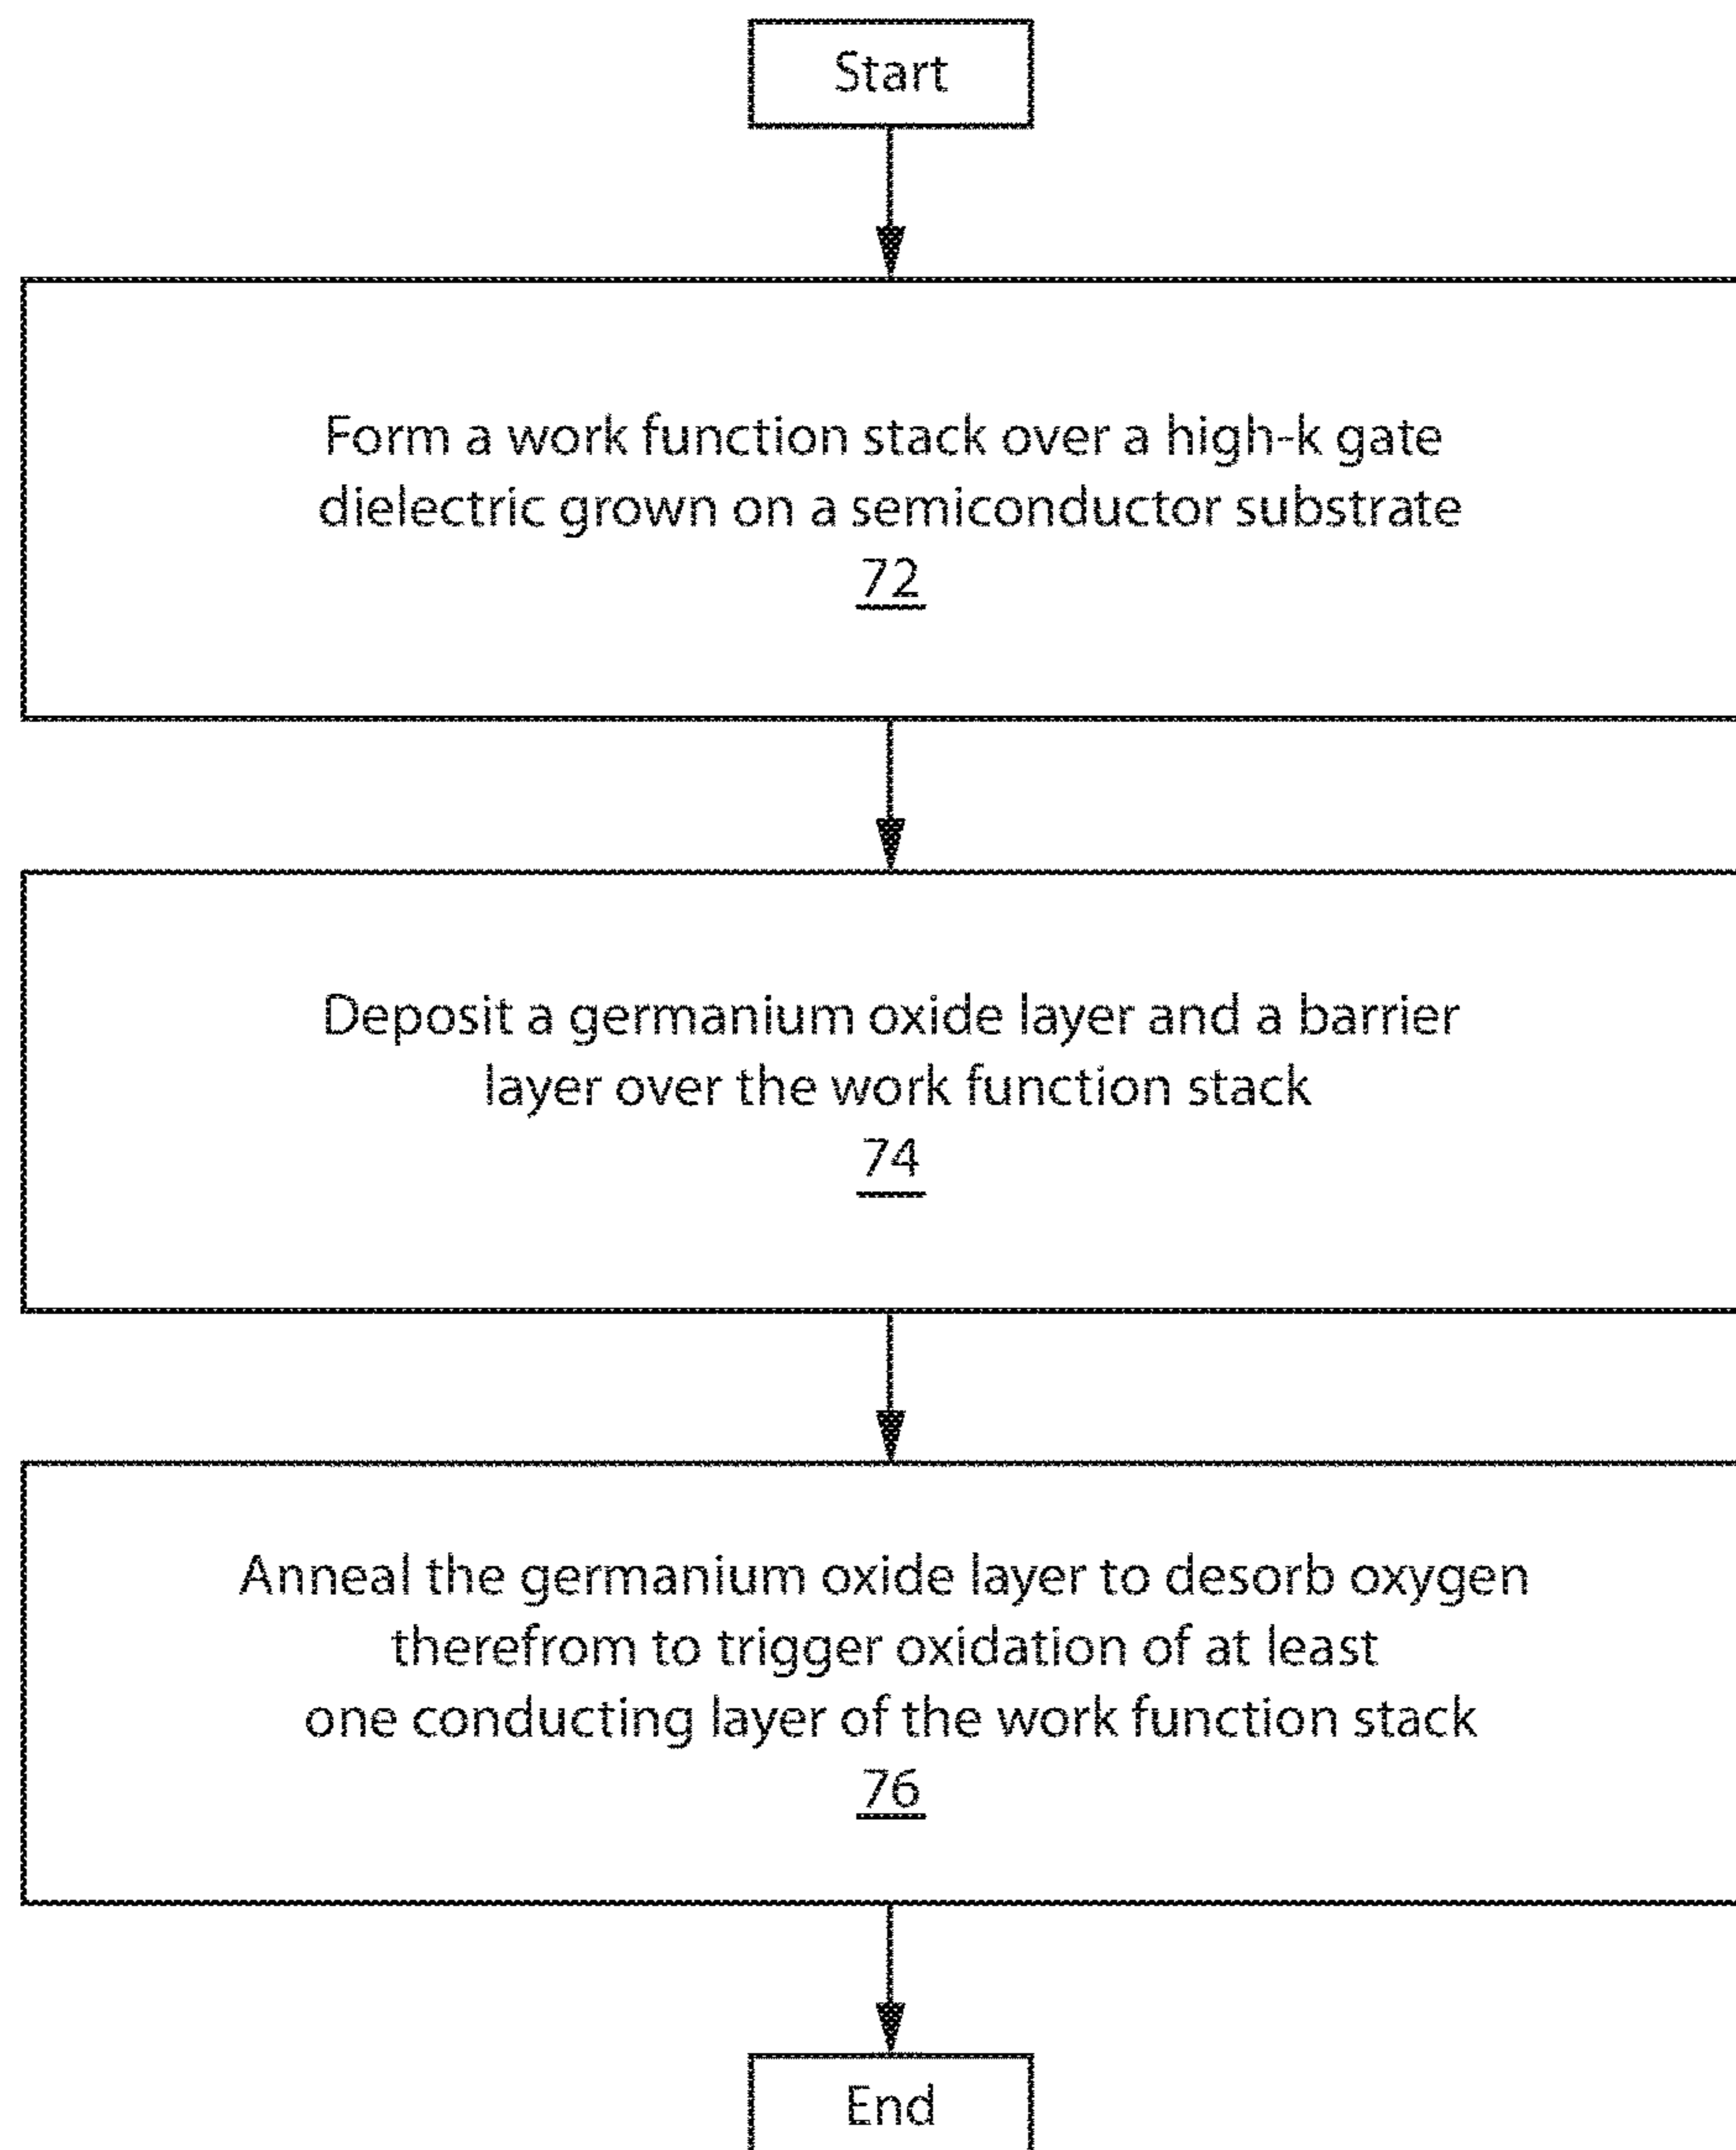 Start
Form a work function stack over a high-k gate
dielectric grown on a semiconductor substrate
72
Deposit a germanium oxide layer and a barrier
layer over the work function stack
74
Anneal the germanium oxide layer to desorb oxygen
therefrom to trigger oxidation of at least
one conducting layer of the work function stack
76
End